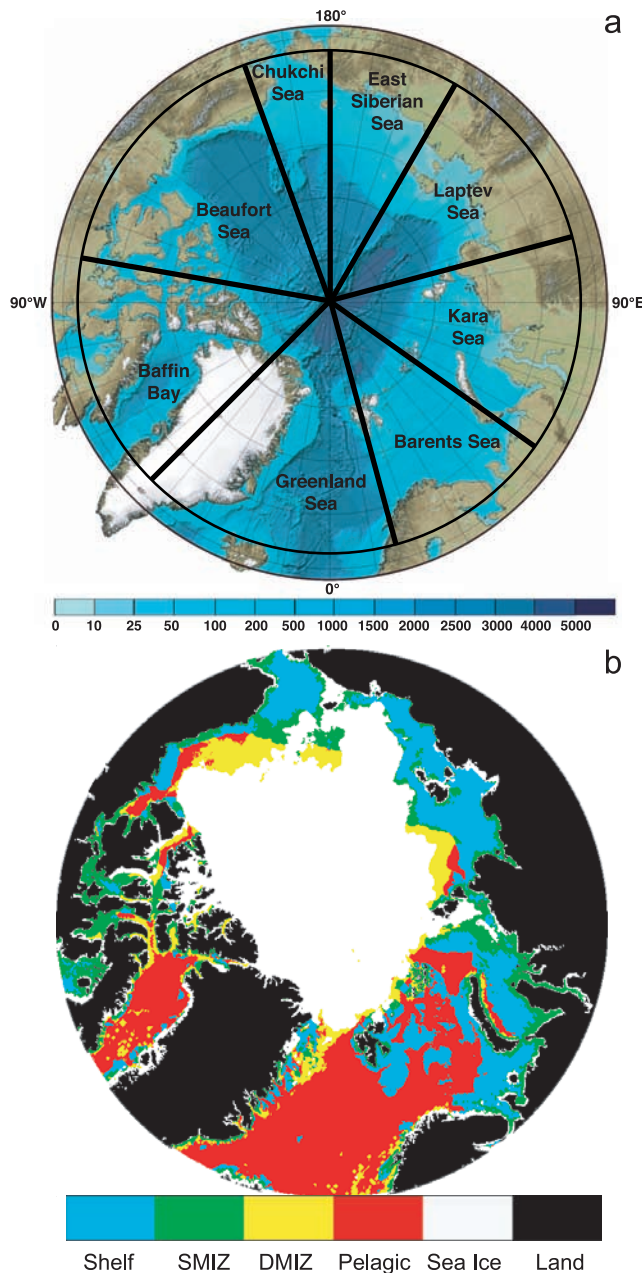 a
180°
Chukchi
Sea
East
Siberian
Sea
Laptev
Sea
Beaufort
Sea
90°W
90°E
Kara
Sea
Baffin
Bay
Barents Sea
Greenland
Sea
0°
0 10 25 50 100 200 500 1000 1500 2000 2500 3000 4000 5000
b
Shelf SMIZ DMIZ Pelagic Sea Ice Land